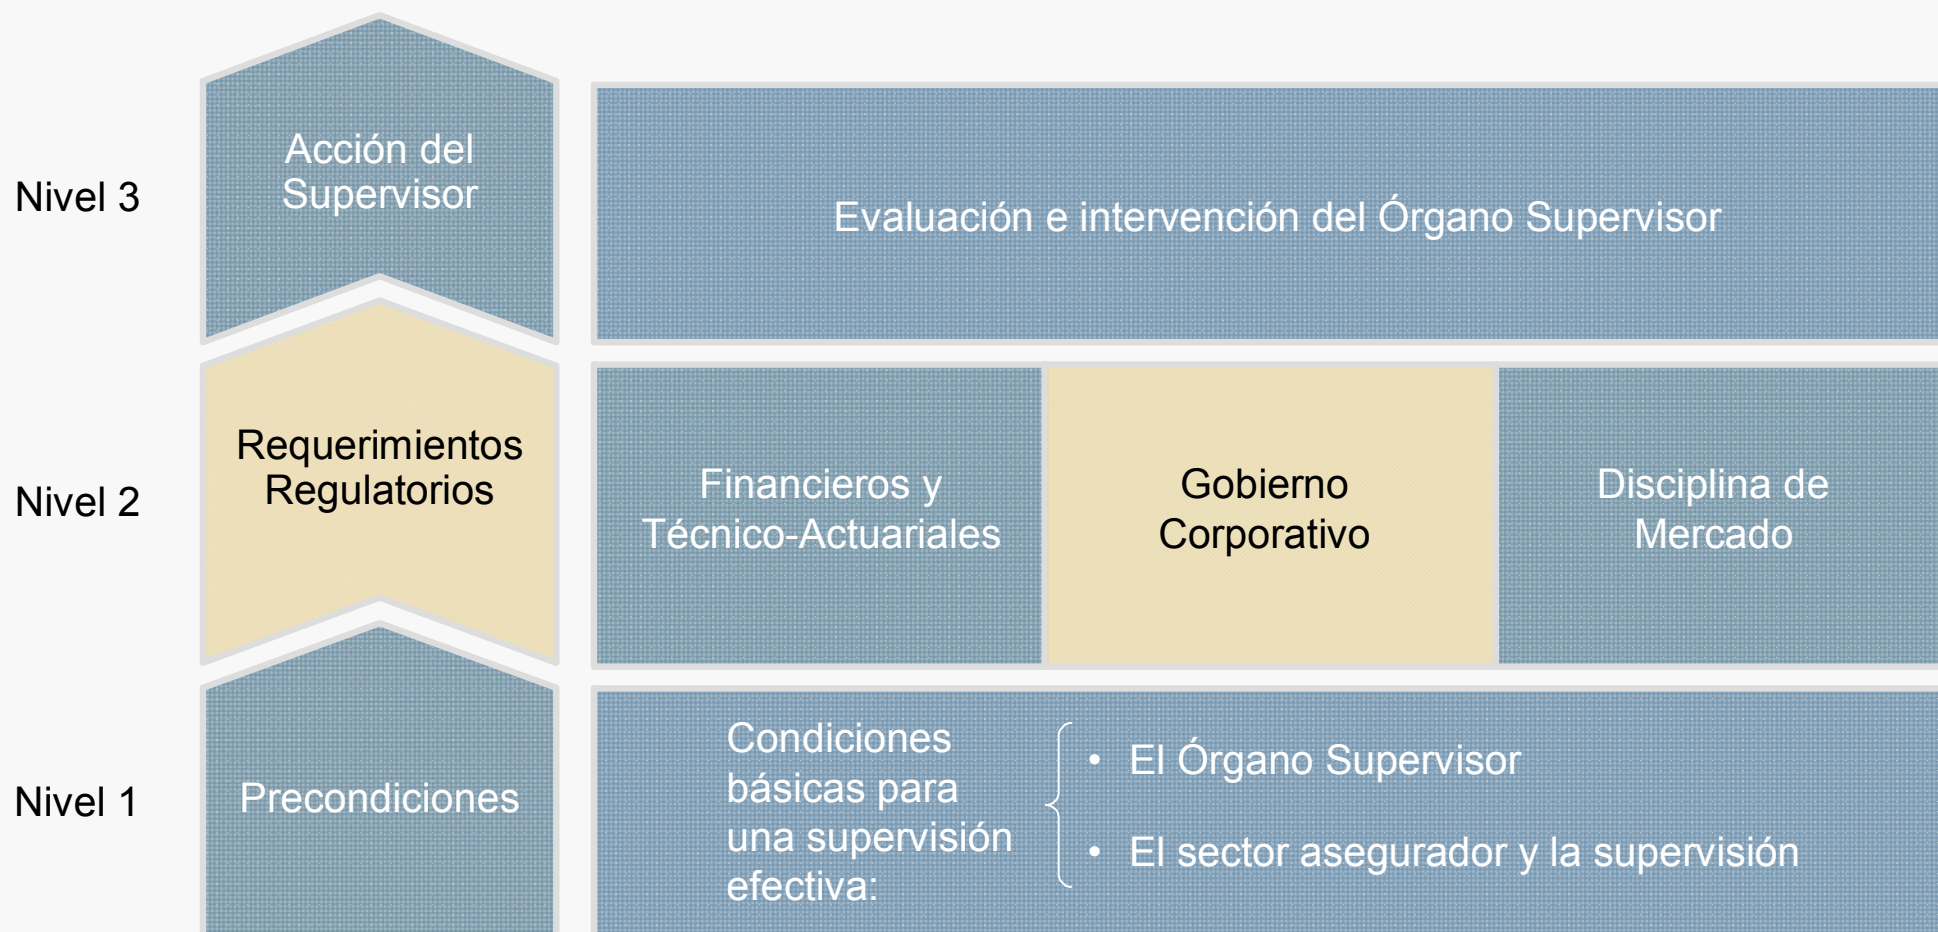 Nivel 3
Acción del
Supervisor
Evaluación e intervención del Órgano Supervisor
Nivel 2
Requerimientos
Regulatorios
Financieros y
Técnico-Actuariales
Gobierno
Corporativo
Disciplina de
Mercado
Nivel 1
Precondiciones
Condiciones
básicas para
una supervisión
efectiva:
• El Órgano Supervisor
• El sector asegurador y la supervisión